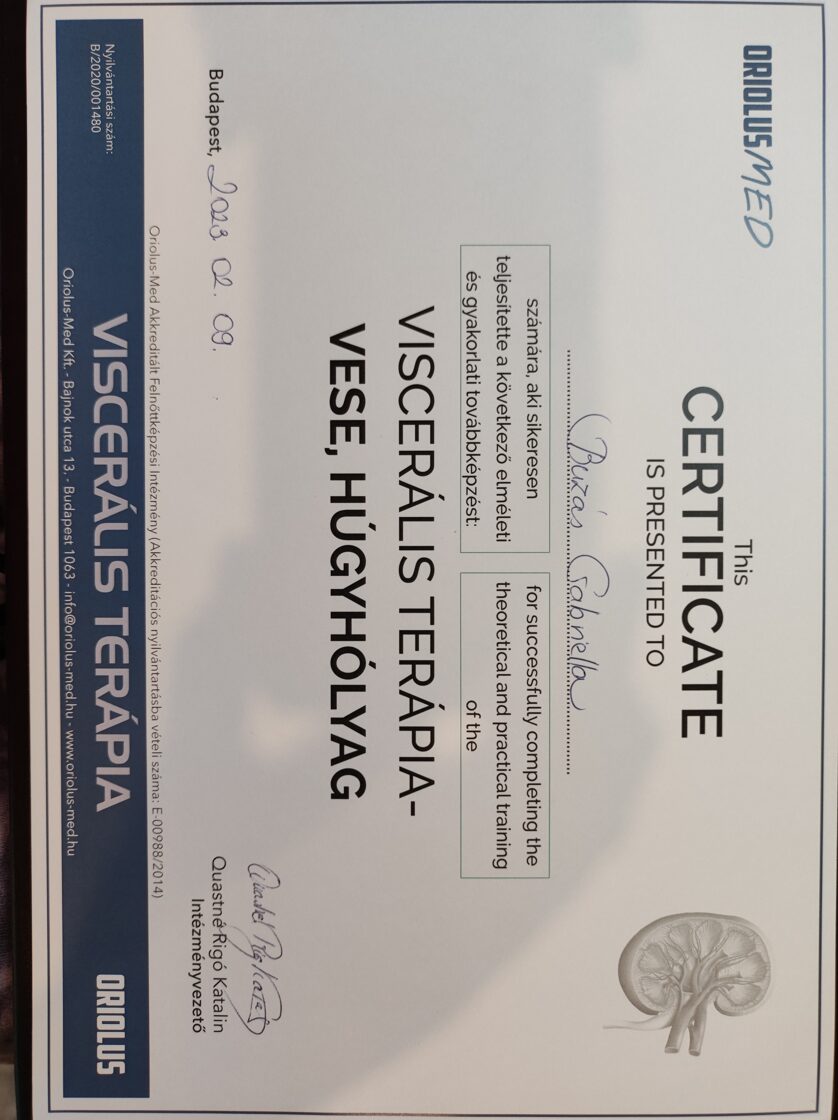 ORIOLUSMED
This
CERTIFICATE
IS PRESENTED TO
Buzás Gabriella
számára, aki sikeresen
teljesítette a következő elméleti
és gyakorlati továbbképzést:
for successfully completing the
theoretical and practical training
of the
VISCERÁLIS TERÁPIA-
VESE, HÚGYHÓLYAG
Budapest, 2023. 02. 09.
Quastné Rigó Katalin
Intézményvezető
Oriolus-Med Akkreditált Felnőttképzési Intézmény (Akkreditációs nyilvántartásba vételi száma: E-00988/2014)
Nyilvántartási szám:
B/2020/001480
VISCERÁLIS TERÁPIA
ORIOLUS
Oriolus-Med Kft. - Bajnok utca 13. - Budapest 1063 - info@oriolus-med.hu - www.oriolus-med.hu